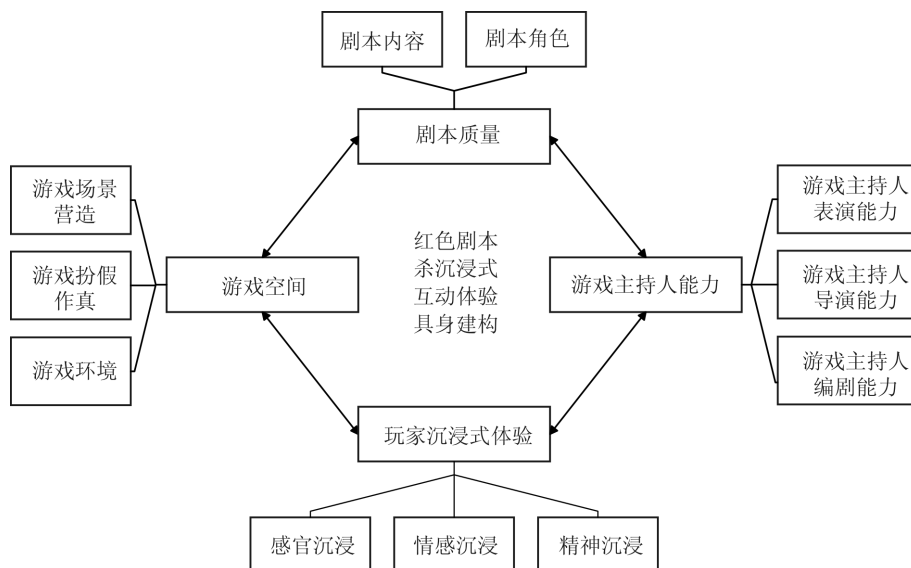 剧本内容
剧本角色
剧本质量
游戏场景
营造
游戏扮假
作真
游戏环境
游戏空间
红色剧本
杀沉浸式
互动体验
具身建构
游戏主持人能力
游戏主持人
表演能力
游戏主持人
导演能力
游戏主持人
编剧能力
玩家沉浸式体验
感官沉浸
情感沉浸
精神沉浸